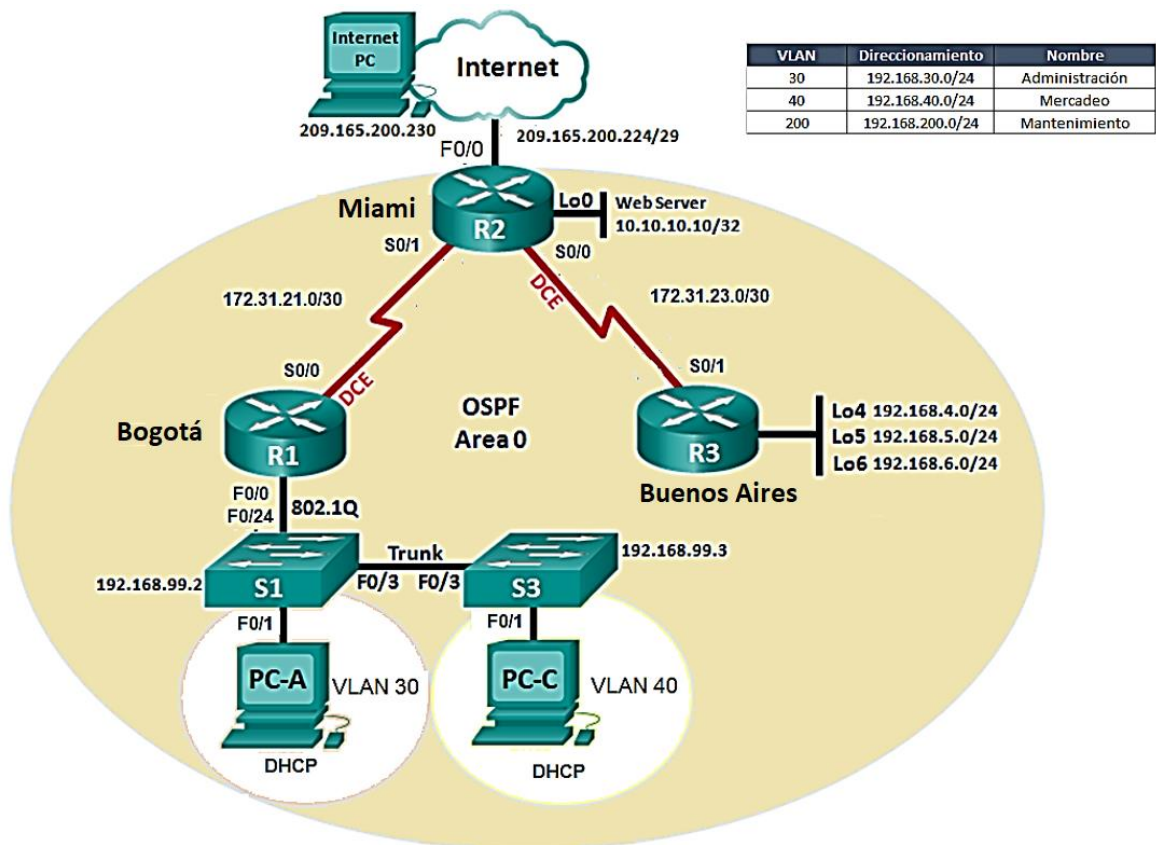 Internet
PC
Internet
209.165.200.230
209.165.200.224/29
F0/0
VLAN Direccionamiento Nombre
30 192.168.30.0/24 Administración
40 192.168.40.0/24 Mercadeo
200 192.168.200.0/24 Mantenimiento
Miami
R2
Lo0
Web Server
10.10.10.10/32
S0/1
S0/0
DCE
172.31.21.0/30
172.31.23.0/30
S0/0
DCE
S0/1
OSPF
Area 0
Bogotá
R1
R3
Buenos Aires
Lo4 192.168.4.0/24
Lo5 192.168.5.0/24
Lo6 192.168.6.0/24
F0/0
F0/24
802.1Q
192.168.99.2
S1
Trunk
F0/3 F0/3
S3
192.168.99.3
F0/1
F0/1
PC-A
VLAN 30
PC-C
VLAN 40
DHCP
DHCP